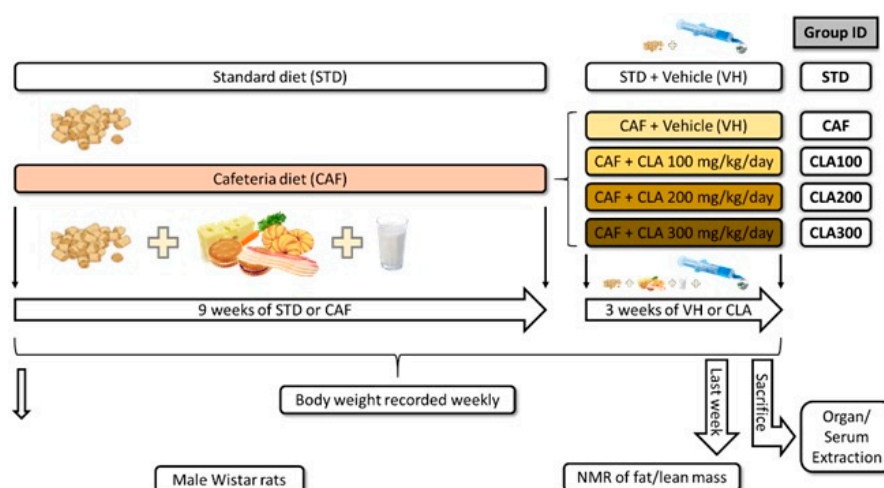 Group ID
Standard diet (STD)
STD + Vehicle (VH)
STD
CAF + Vehicle (VH)
CAF
CAF + CLA 100 mg/kg/day
CLA100
Cafeteria diet (CAF)
CAF + CLA 200 mg/kg/day
CLA200
CAF + CLA 300 mg/kg/day
CLA300
9 weeks of STD or CAF
3 weeks of VH or CLA
Body weight recorded weekly
Last week
Sacrifice
Organ/
Serum
Extraction
Male Wistar rats
NMR of fat/lean mass